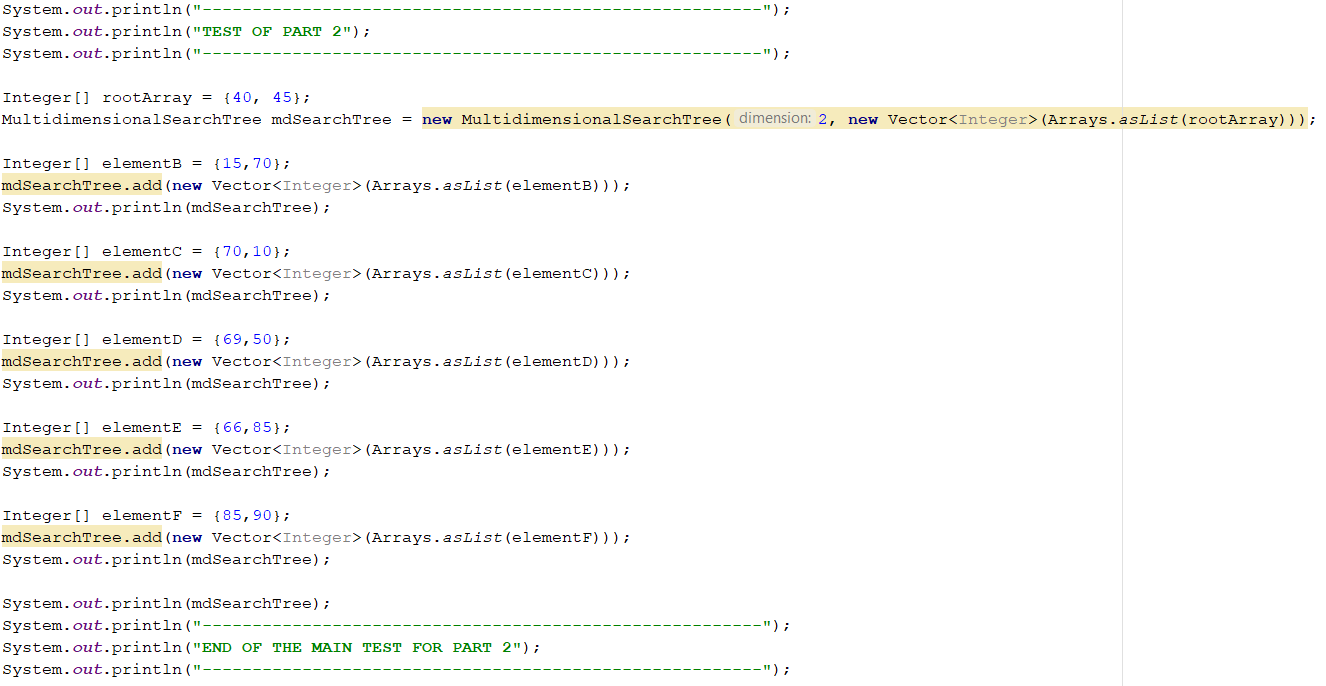 System.out.println("--------------------------------------------------------");
System.out.println("TEST OF PART 2");
System.out.println("--------------------------------------------------------");
Integer[] rootArray = {40, 45};
MultidimensionalSearchTree mdSearchTree = new MultidimensionalSearchTree( dimension: 2, new Vector<Integer>(Arrays.asList(rootArray)));
Integer[] elementB = {15,70};
mdSearchTree.add(new Vector<Integer>(Arrays.asList(elementB)));
System.out.println(mdSearchTree);
Integer[] elementC = {70,10};
mdSearchTree.add(new Vector<Integer>(Arrays.asList(elementC)));
System.out.println(mdSearchTree);
Integer[] elementD = {69,50};
mdSearchTree.add(new Vector<Integer>(Arrays.asList(elementD)));
System.out.println(mdSearchTree);
Integer[] elementE = {66,85};
mdSearchTree.add(new Vector<Integer>(Arrays.asList(elementE)));
System.out.println(mdSearchTree);
Integer[] elementF = {85,90};
mdSearchTree.add(new Vector<Integer>(Arrays.asList(elementF)));
System.out.println(mdSearchTree);
System.out.println(mdSearchTree);
System.out.println("--------------------------------------------------------");
System.out.println("END OF THE MAIN TEST FOR PART 2");
System.out.println("--------------------------------------------------------");